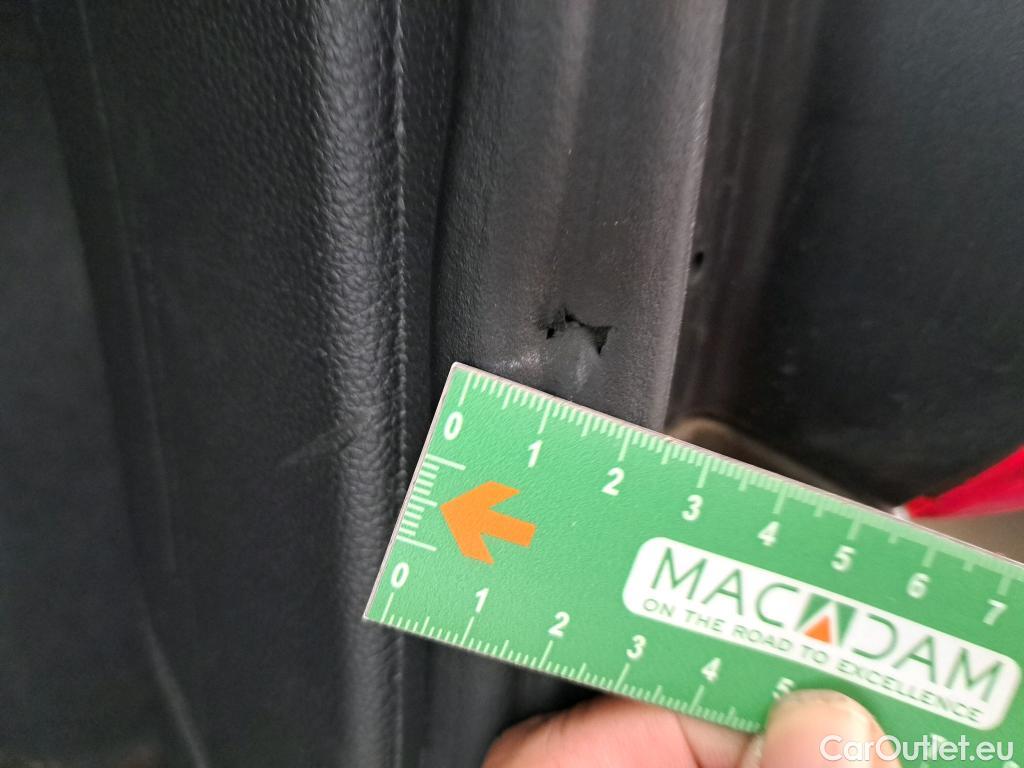 0 1 2 3 4 5 6 7
MACADAM
ON THE ROAD TO EXCELLENCE
0 1 2 3 4 5
CarOutlet.eu